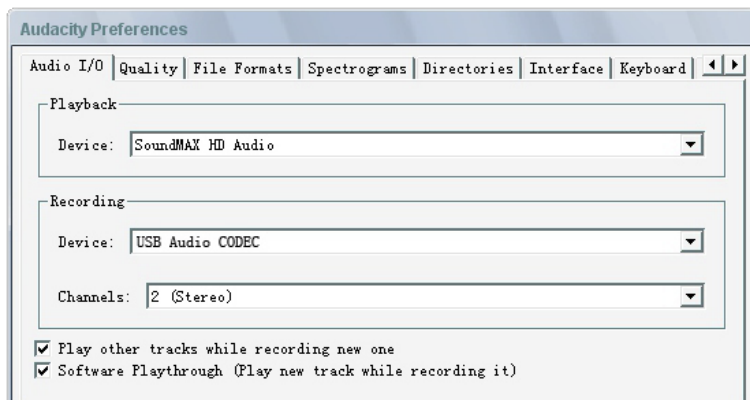 Audacity Preferences
Audio I/O Quality File Formats Spectrograms Directories Interface Keyboard
Playback
Device: SoundMAX HD Audio
Recording
Device: USB Audio CODEC
Channels: 2 (Stereo)
Play other tracks while recording new one
Software Playthrough (Play new track while recording it)